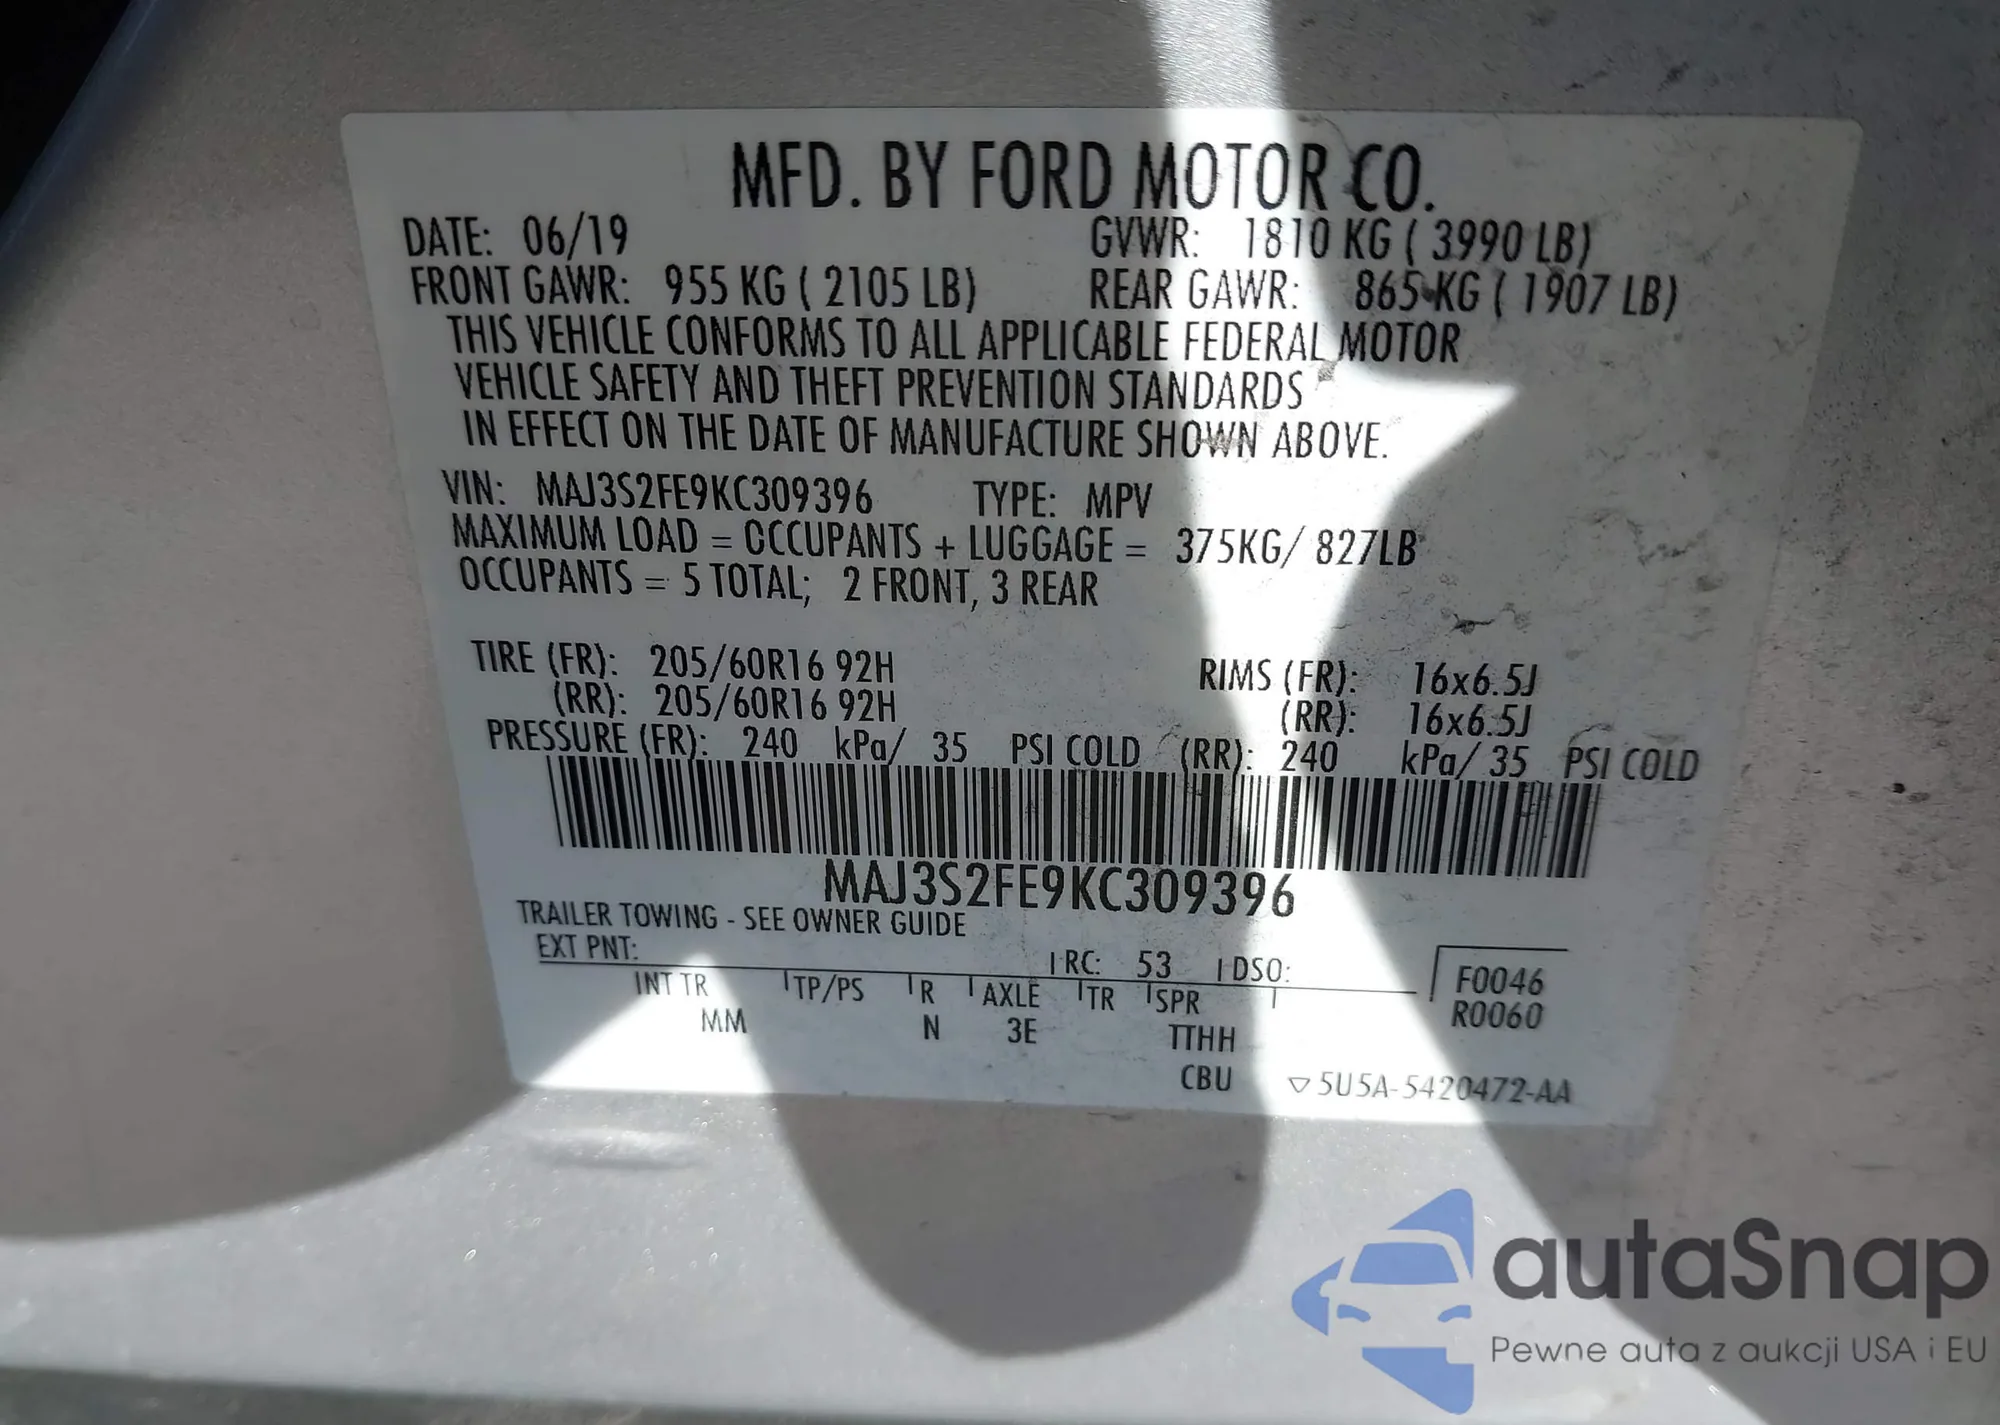 MFD. BY FORD MOTOR CO.
DATE: 06/19 GVWR: 1810 KG ( 3990 LB)
FRONT GAWR: 955 KG ( 2105 LB) REAR GAWR: 865 KG ( 1907 LB)
THIS VEHICLE CONFORMS TO ALL APPLICABLE FEDERAL MOTOR
VEHICLE SAFETY AND THEFT PREVENTION STANDARDS
IN EFFECT ON THE DATE OF MANUFACTURE SHOWN ABOVE.
VIN: MAJ3S2FE9KC309396 TYPE: MPV
MAXIMUM LOAD = OCCUPANTS + LUGGAGE = 375KG/ 827LB
OCCUPANTS = 5 TOTAL; 2 FRONT, 3 REAR
TIRE (FR): 205/60R16 92H RIMS (FR): 16x6.5J
(RR): 205/60R16 92H (RR): 16x6.5J
PRESSURE (FR): 240 kPa/ 35 PSI COLD (RR): 240 kPa/ 35 PSI COLD
MAJ3S2FE9KC309396
TRAILER TOWING - SEE OWNER GUIDE
EXT PNT: RC: 53 DSO: F0046
INT TR TP/PS R AXLE TR SPR R0060
MM N 3E TTHH
CBU ▽ 5U5A-5420472-AA
autaSnap
Pewne auta z aukcji USA i EU